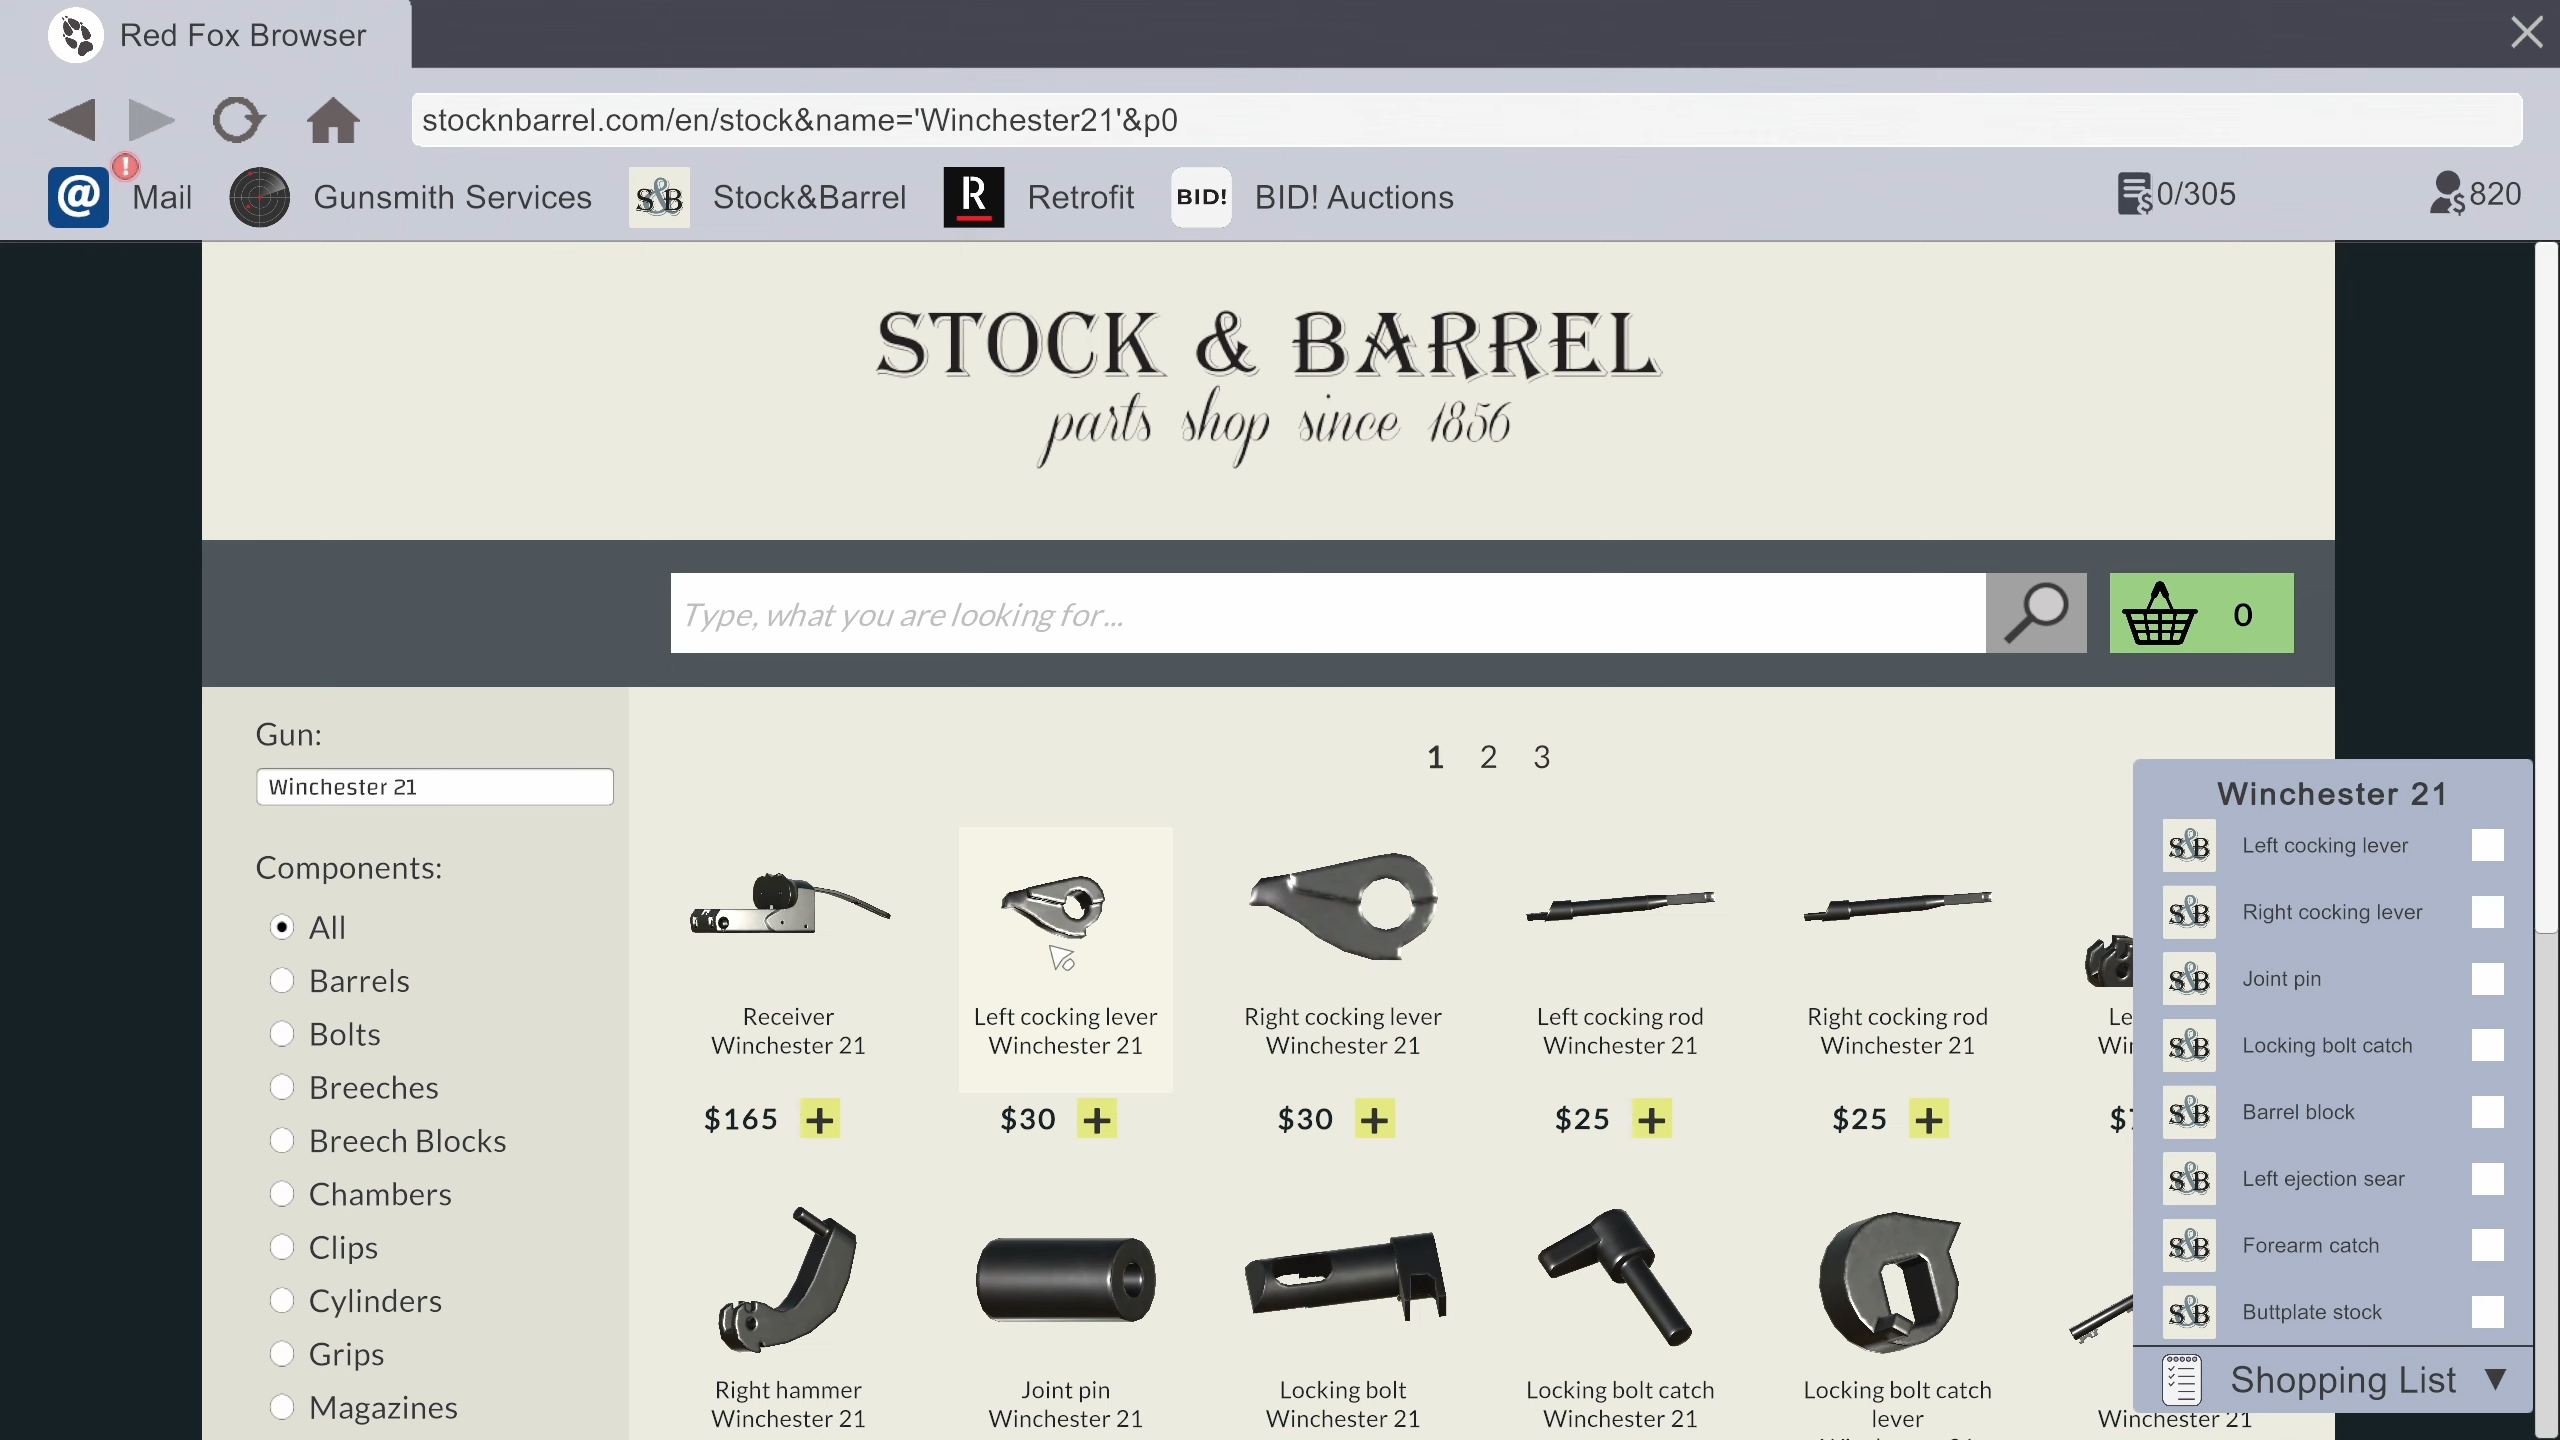 Red Fox Browser
stocknbarrel.com/en/stock&name='Winchester21'&p0
@ ! Mail
Gunsmith Services
S&B Stock&Barrel
R Retrofit
BID! BID! Auctions
0/305
820
STOCK & BARREL
parts shop since 1856
Type, what you are looking for...
0
Gun:
Winchester 21
Components:
All
Barrels
Bolts
Breeches
Breech Blocks
Chambers
Clips
Cylinders
Grips
Magazines
1 2 3
Receiver
Winchester 21
$165 +
Left cocking lever
Winchester 21
$30 +
Right cocking lever
Winchester 21
$30 +
Left cocking rod
Winchester 21
$25 +
Right cocking rod
Winchester 21
$25 +
Right hammer
Winchester 21
Joint pin
Winchester 21
Locking bolt
Winchester 21
Locking bolt catch
Winchester 21
Locking bolt catch
lever
Winchester 21
Winchester 21
S&B Left cocking lever
S&B Right cocking lever
S&B Joint pin
S&B Locking bolt catch
S&B Barrel block
S&B Left ejection sear
S&B Forearm catch
S&B Buttplate stock
Shopping List